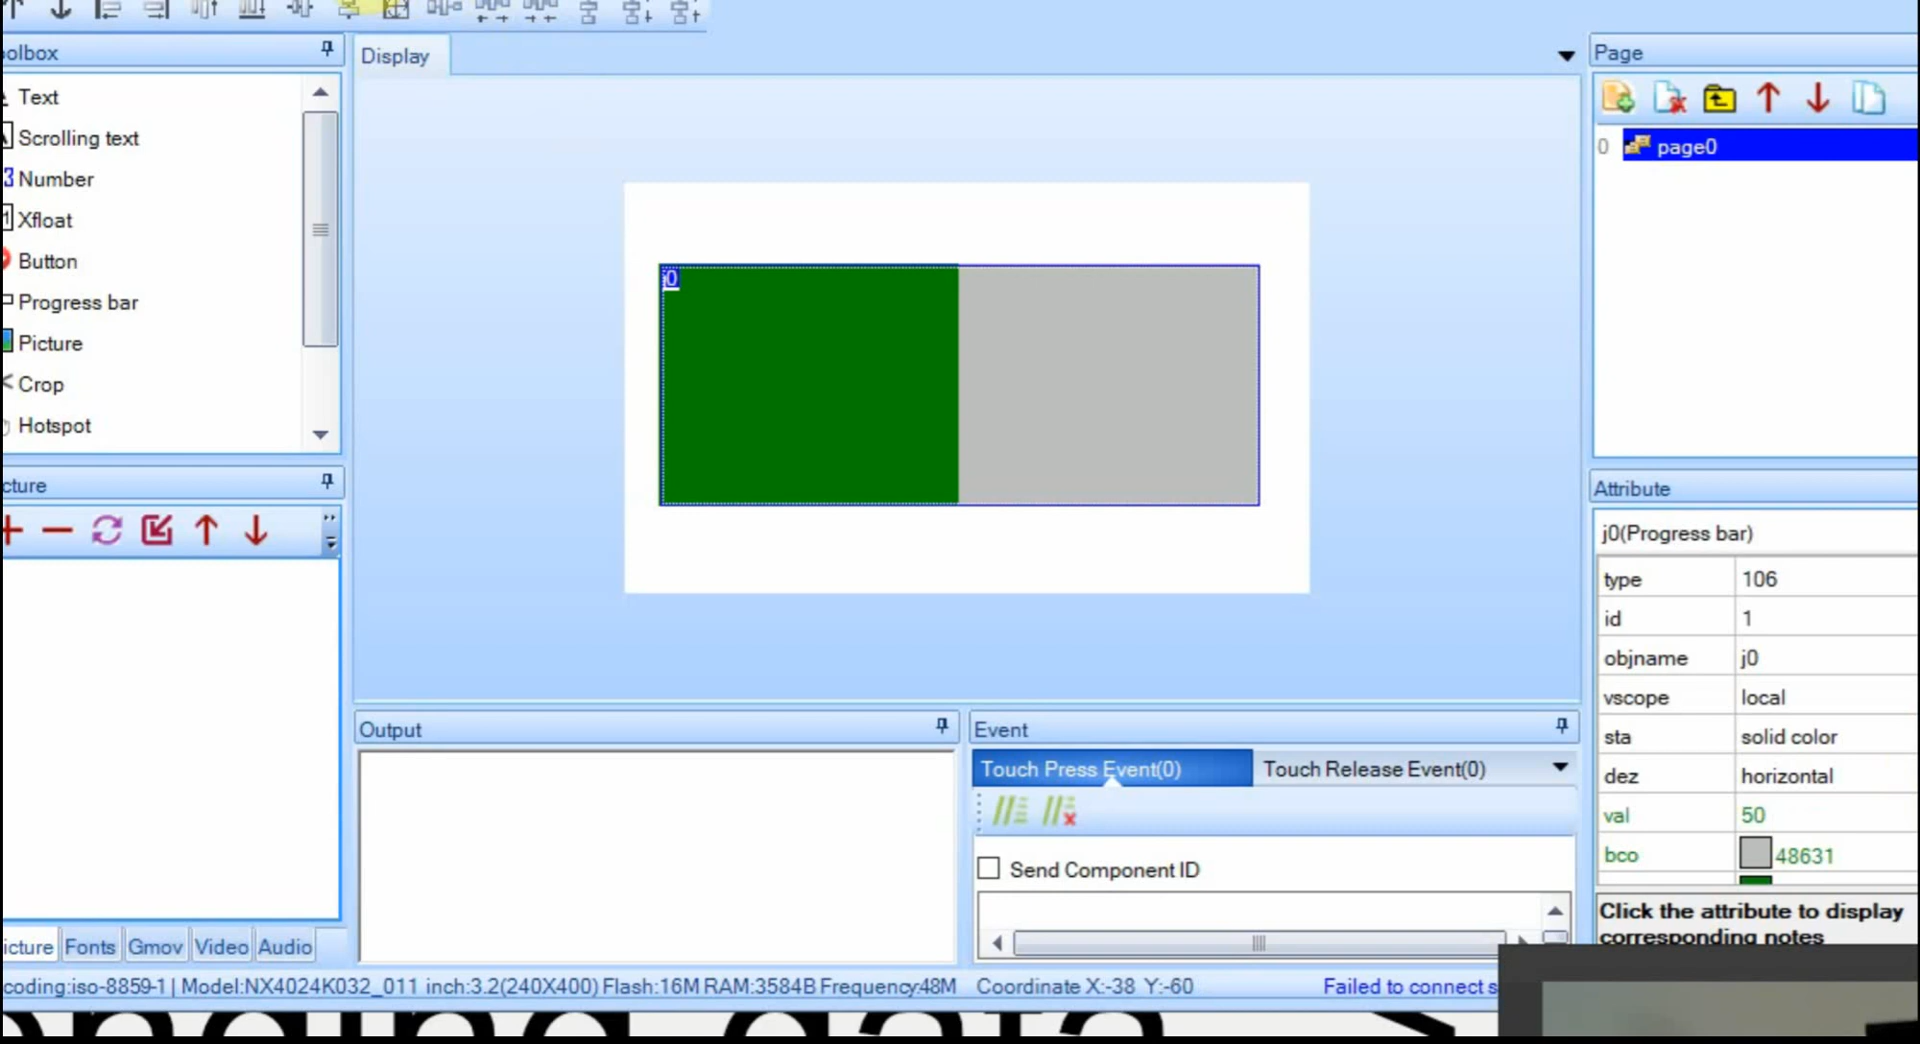 oolbox
Text
Scrolling text
Number
Xfloat
Button
Progress bar
Picture
Crop
Hotspot
cture
icture Fonts Gmov Video Audio
Display
j0
Output
Event
Touch Press Event(0) Touch Release Event(0)
Send Component ID
Page
0 page0
Attribute
j0(Progress bar)
type 106
id 1
objname j0
vscope local
sta solid color
dez horizontal
val 50
bco 48631
Click the attribute to display
corresponding notes
coding:iso-8859-1 | Model:NX4024K032_011 inch:3.2(240X400) Flash:16M RAM:3584B Frequency:48M Coordinate X:-38 Y:-60 Failed to connect s
data